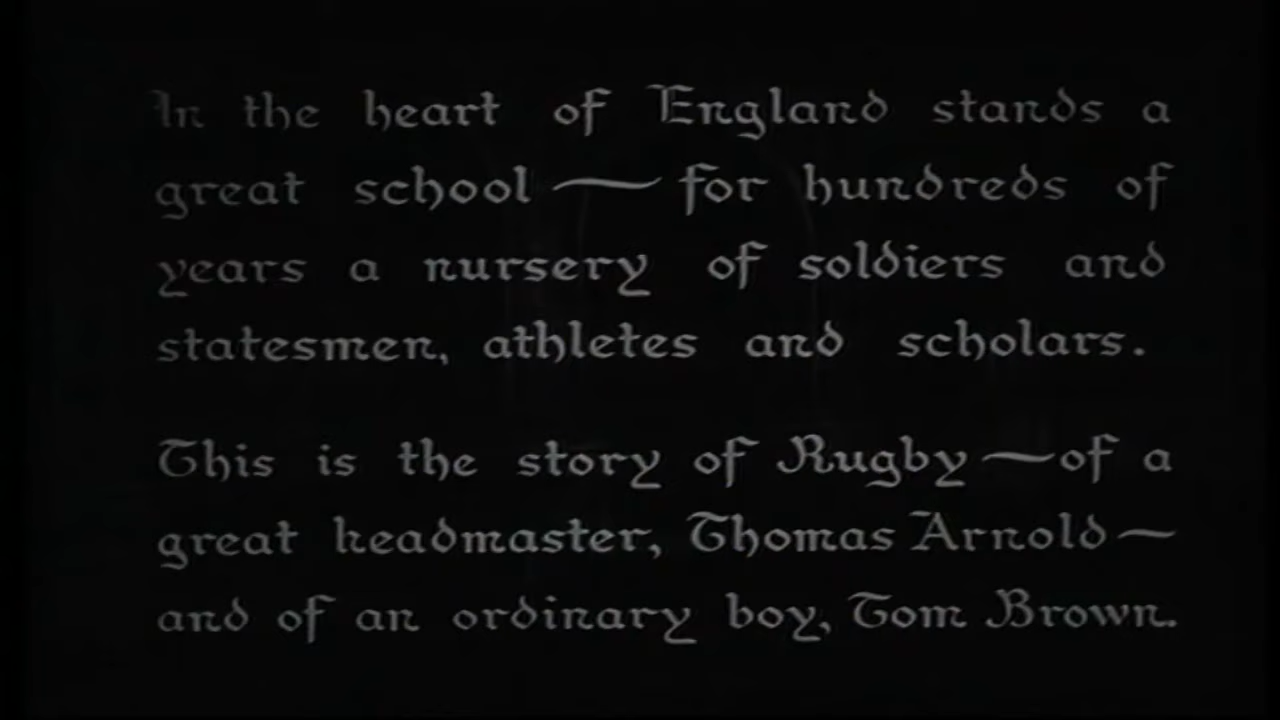 In the heart of England stands a
great school — for hundreds of
years a nursery of soldiers and
statesmen, athletes and scholars.
This is the story of Rugby — of a
great headmaster, Thomas Arnold —
and of an ordinary boy, Tom Brown.